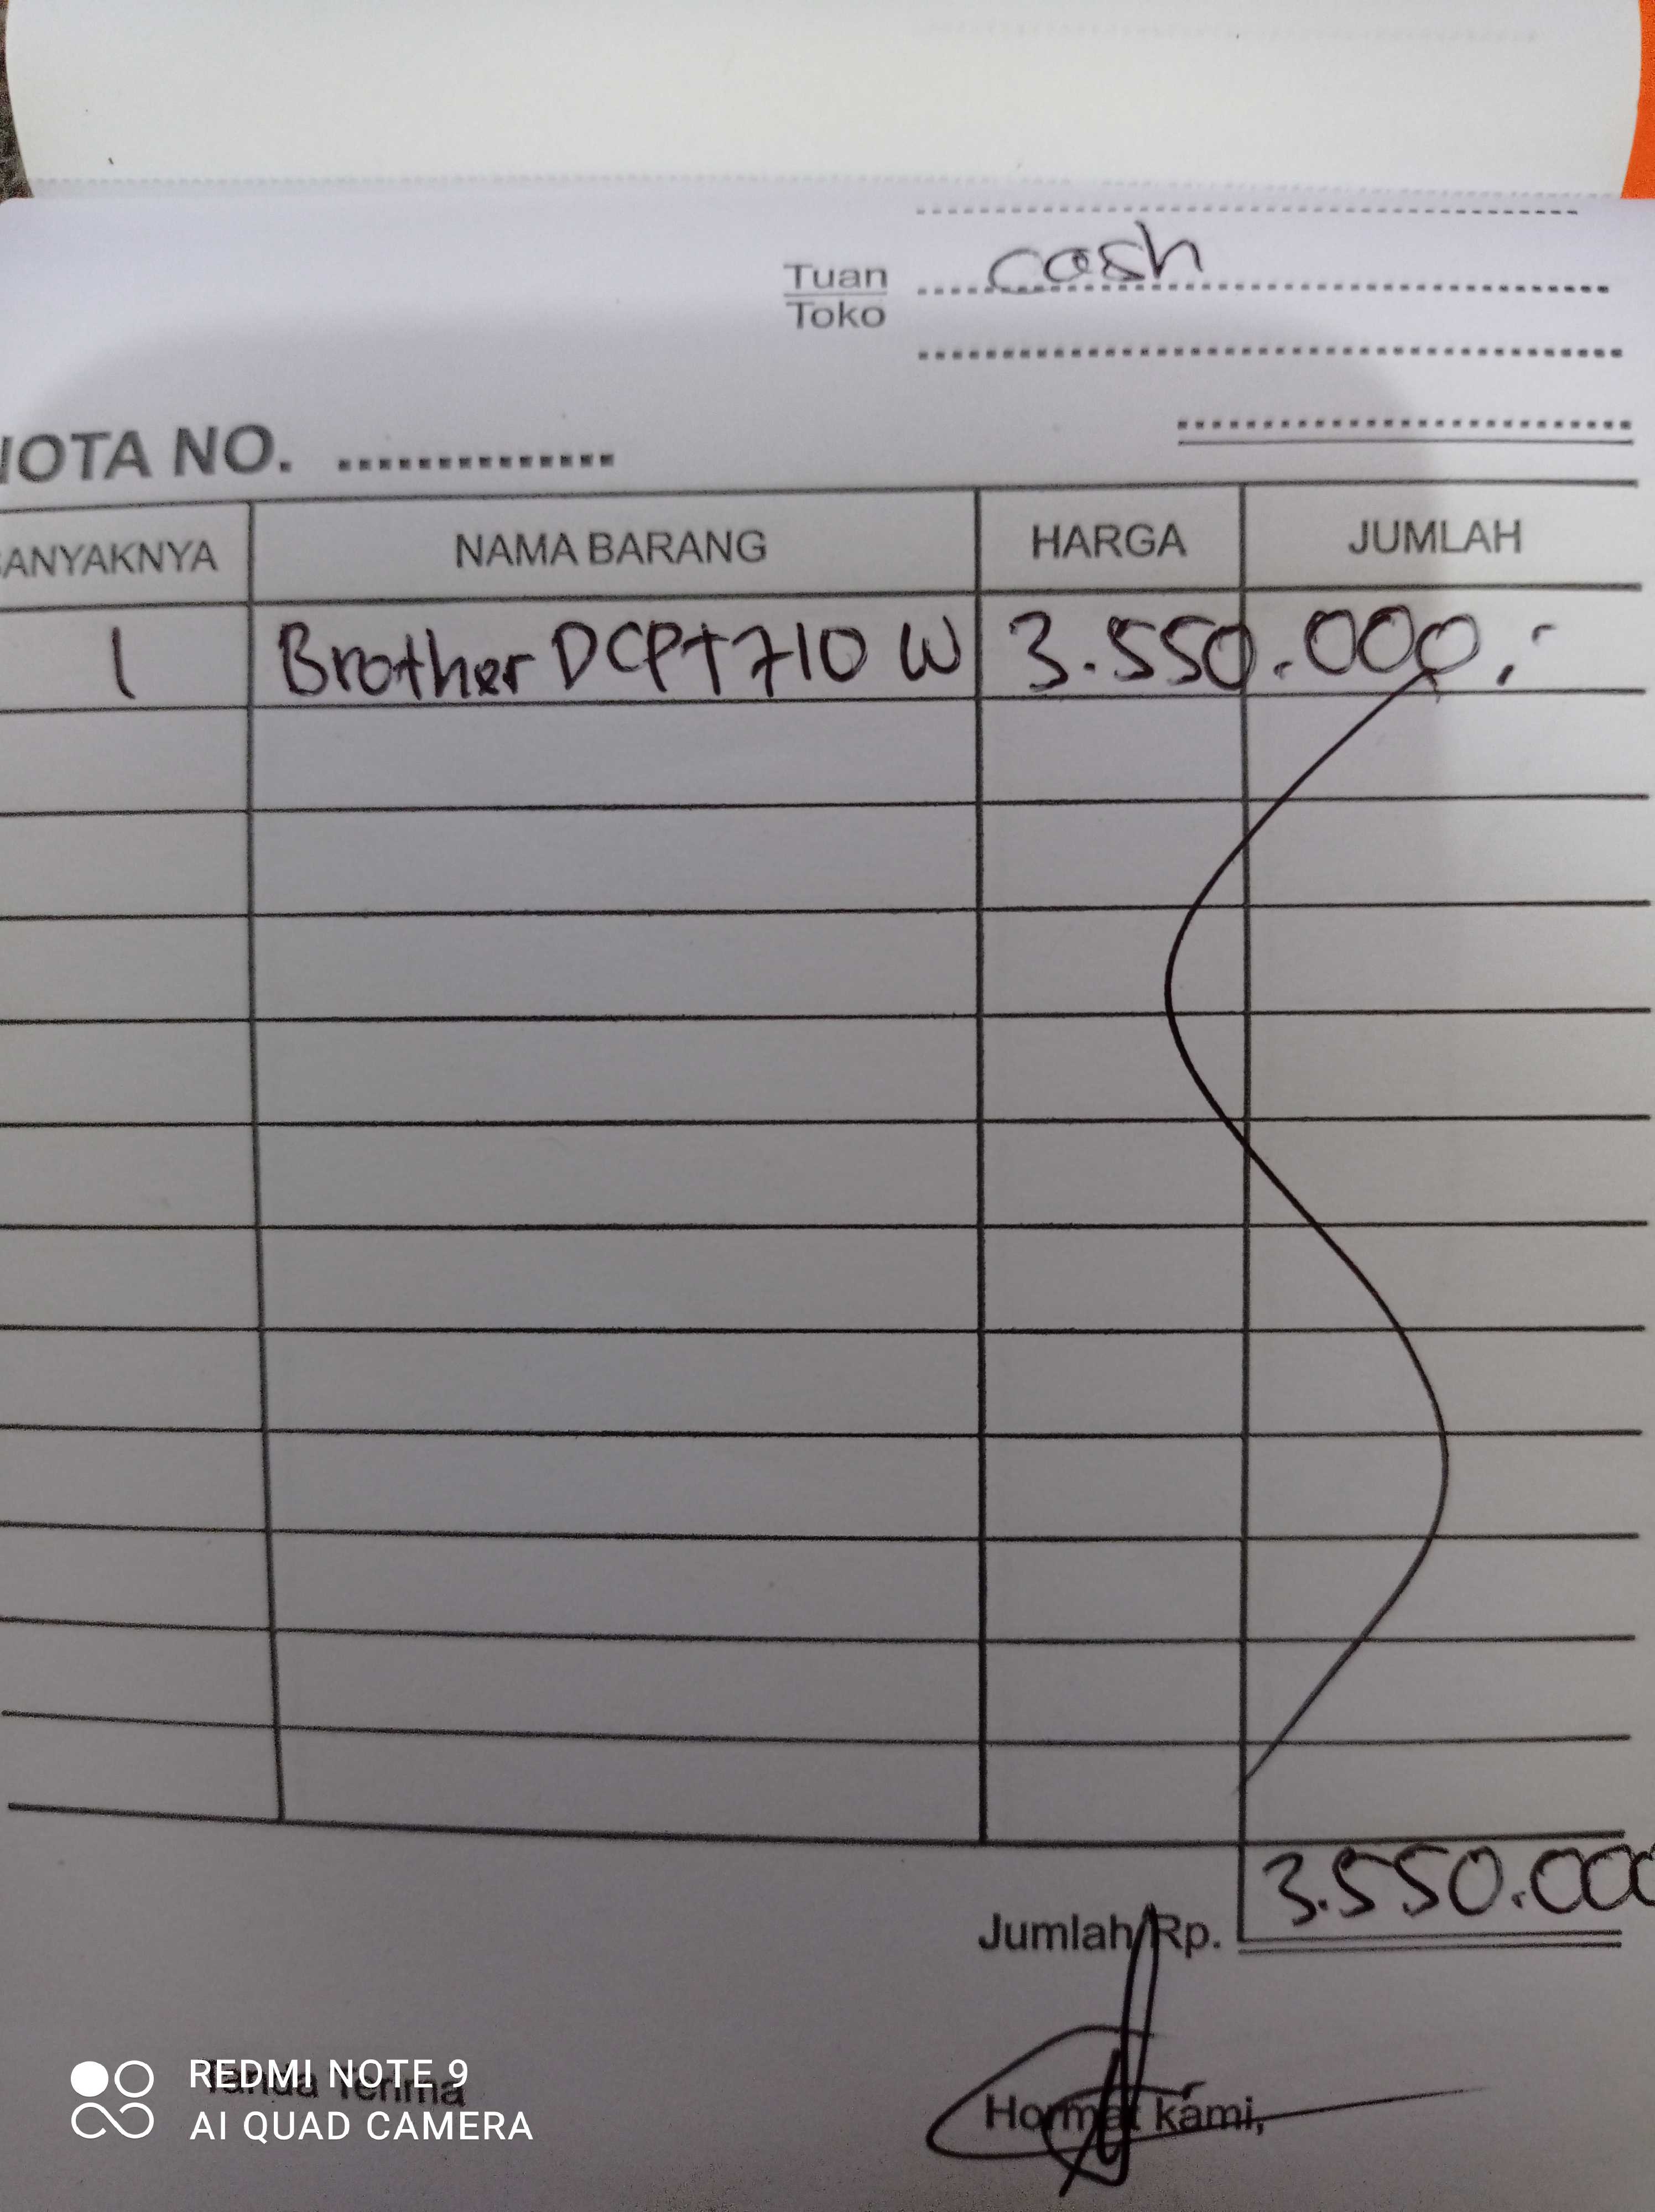 Tuan cash
Toko
NOTA NO. ..............
BANYAKNYA NAMA BARANG HARGA JUMLAH
1 Brother DCPT710 W 3.550.000,-
Jumlah Rp. 3.550.000
Tanda Terima Hormat kami,
REDMI NOTE 9
AI QUAD CAMERA